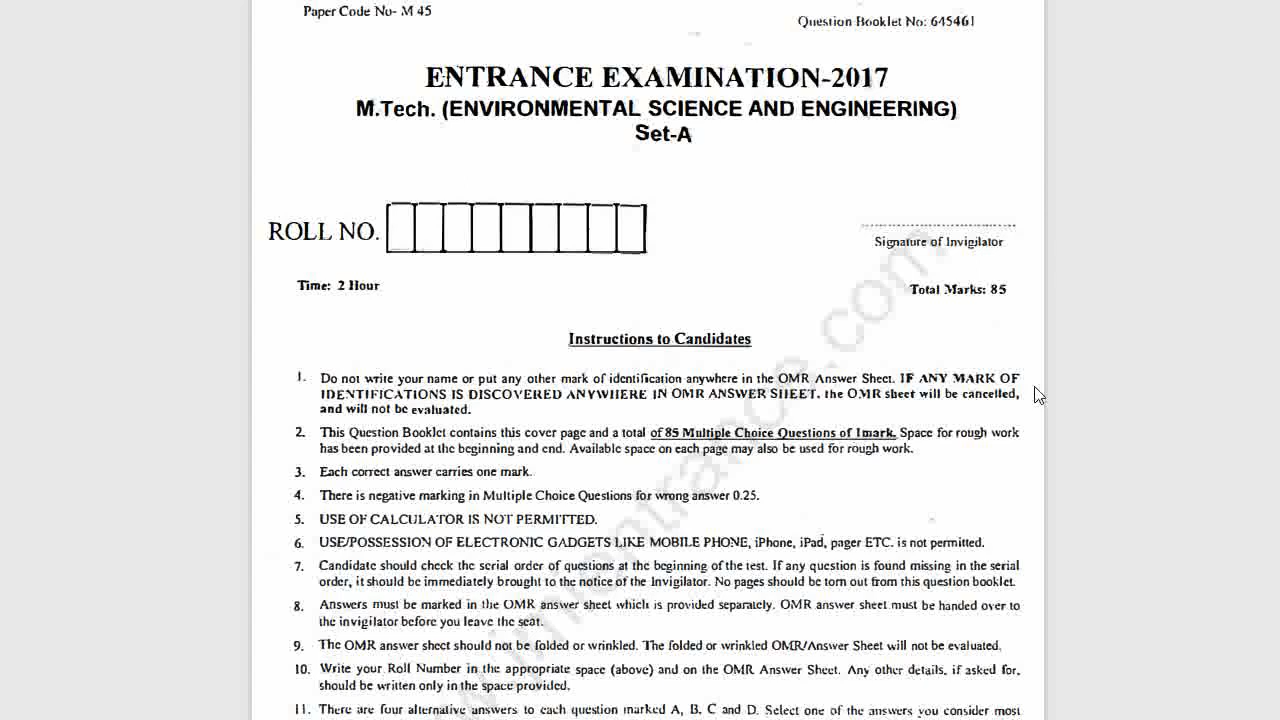 Paper Code No- M 45
Question Booklet No: 645461
ENTRANCE EXAMINATION-2017
M.Tech. (ENVIRONMENTAL SCIENCE AND ENGINEERING)
Set-A
ROLL NO.
Signature of Invigilator
Time: 2 Hour
Total Marks: 85
Instructions to Candidates
1. Do not write your name or put any other mark of identification anywhere in the OMR Answer Sheet. IF ANY MARK OF
IDENTIFICATIONS IS DISCOVERED ANYWHERE IN OMR ANSWER SHEET, the OMR sheet will be cancelled,
and will not be evaluated.
2. This Question Booklet contains this cover page and a total of 85 Multiple Choice Questions of 1mark. Space for rough work
has been provided at the beginning and end. Available space on each page may also be used for rough work.
3. Each correct answer carries one mark.
4. There is negative marking in Multiple Choice Questions for wrong answer 0.25.
5. USE OF CALCULATOR IS NOT PERMITTED.
6. USE/POSSESSION OF ELECTRONIC GADGETS LIKE MOBILE PHONE, iPhone, iPad, pager ETC. is not permitted.
7. Candidate should check the serial order of questions at the beginning of the test. If any question is found missing in the serial
order, it should be immediately brought to the notice of the Invigilator. No pages should be torn out from this question booklet.
8. Answers must be marked in the OMR answer sheet which is provided separately. OMR answer sheet must be handed over to
the invigilator before you leave the seat.
9. The OMR answer sheet should not be folded or wrinkled. The folded or wrinkled OMR/Answer Sheet will not be evaluated.
10. Write your Roll Number in the appropriate space (above) and on the OMR Answer Sheet. Any other details, if asked for,
should be written only in the space provided.
11. There are four alternative answers to each question marked A, B, C and D. Select one of the answers you consider most